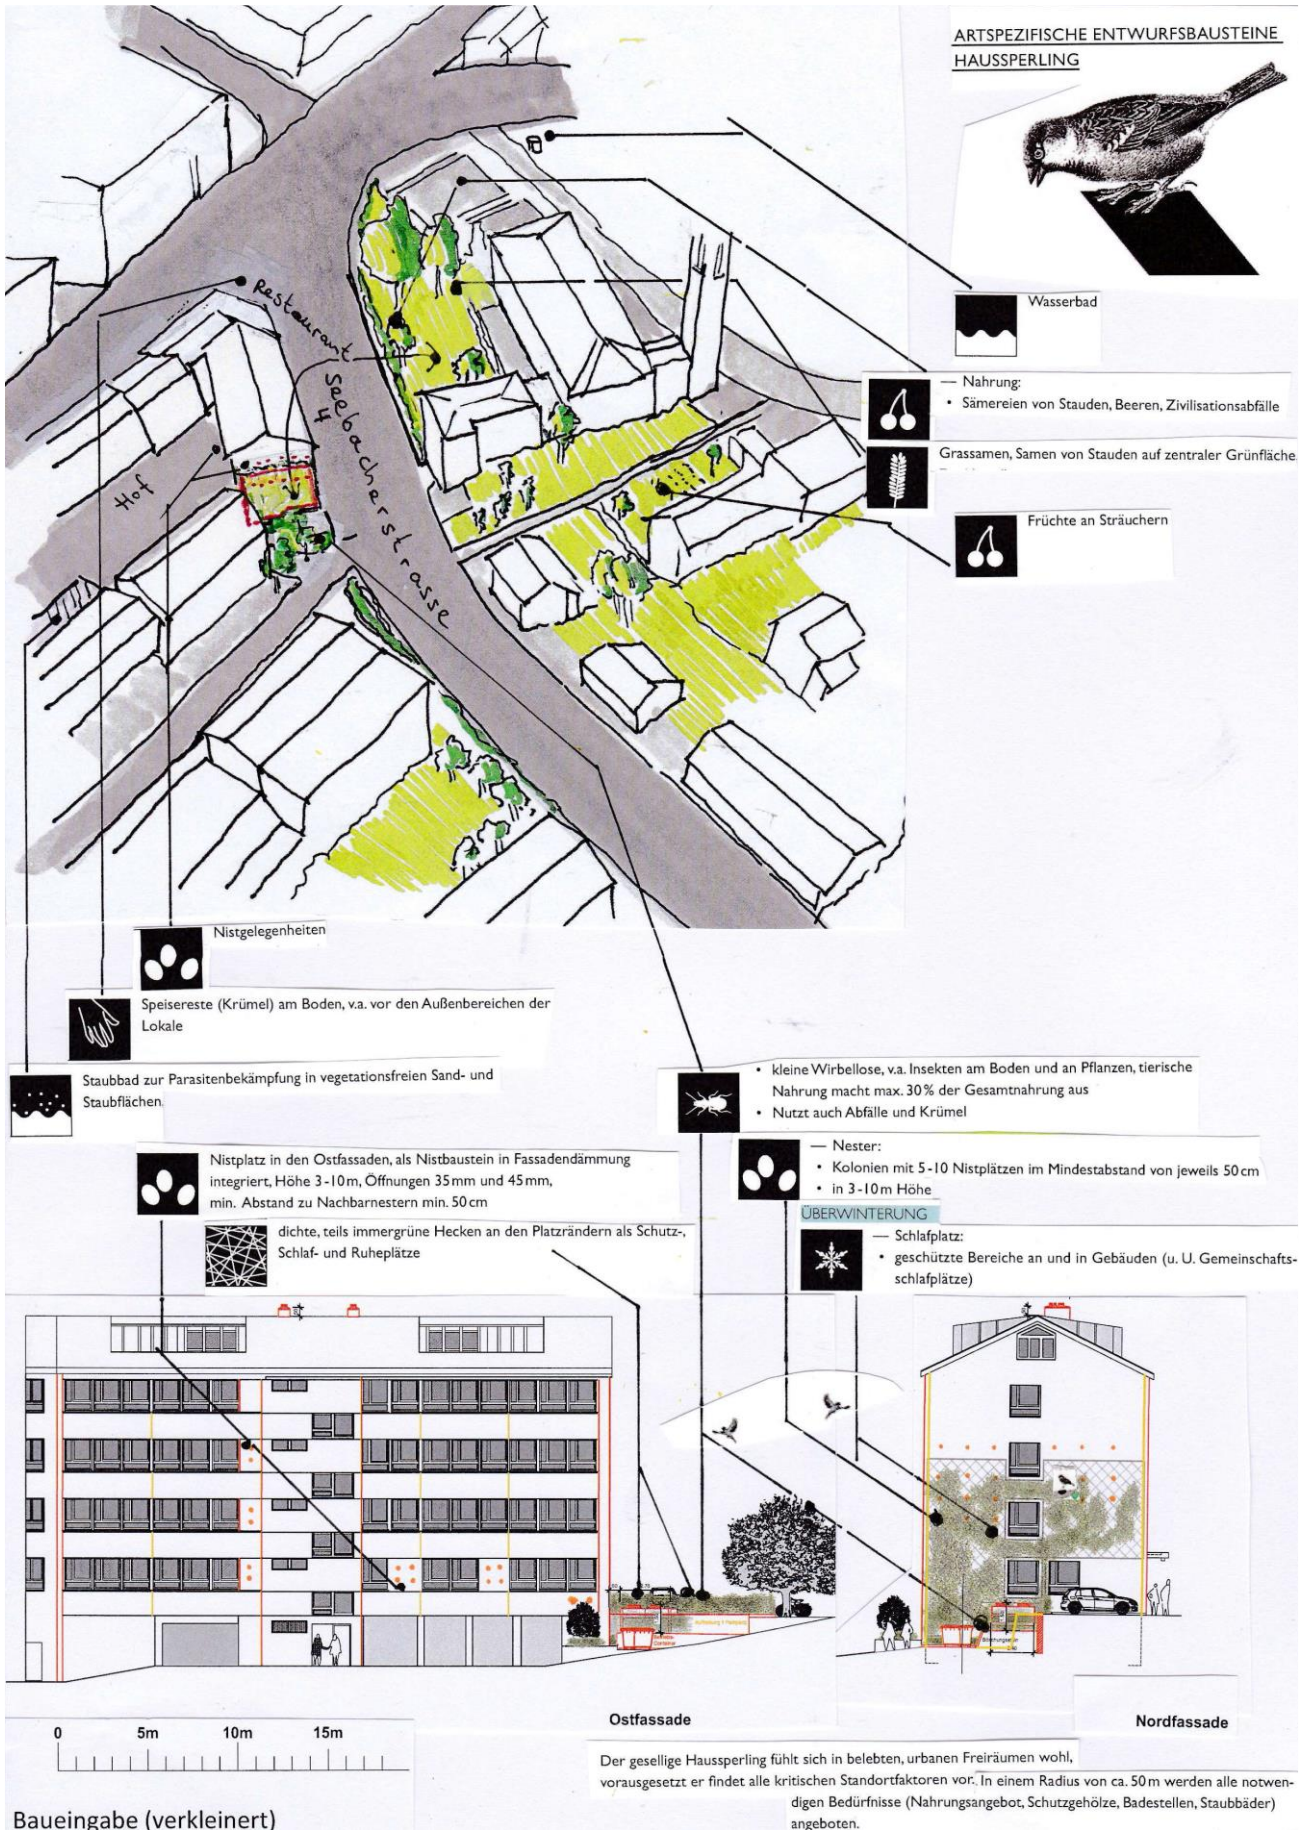 ARTSPEZIFISCHE ENTWURFSBAUSTEINE
HAUSSPERLING
Wasserbad
— Nahrung:
• Sämereien von Stauden, Beeren, Zivilisationsabfälle
Grassamen, Samen von Stauden auf zentraler Grünfläche
Früchte an Sträuchern
Restaurant
Seebacherstrasse
4
Hof
Nistgelegenheiten
Speisereste (Krümel) am Boden, v.a. vor den Außenbereichen der
Lokale
Staubbad zur Parasitenbekämpfung in vegetationsfreien Sand- und
Staubflächen.
• kleine Wirbellose, v.a. Insekten am Boden und an Pflanzen, tierische
Nahrung macht max. 30% der Gesamtnahrung aus
• Nutzt auch Abfälle und Krümel
Nistplatz in den Ostfassaden, als Nistbaustein in Fassadendämmung
integriert, Höhe 3-10m, Öffnungen 35mm und 45mm,
min. Abstand zu Nachbarnestern min. 50cm
— Nester:
• Kolonien mit 5-10 Nistplätzen im Mindestabstand von jeweils 50cm
• in 3-10m Höhe
dichte, teils immergrüne Hecken an den Platzrändern als Schutz-,
Schlaf- und Ruheplätze
ÜBERWINTERUNG
— Schlafplatz:
• geschützte Bereiche an und in Gebäuden (u. U. Gemeinschafts-
schlafplätze)
Ostfassade
Nordfassade
0 5m 10m 15m
Baueingabe (verkleinert)
Der gesellige Haussperling fühlt sich in belebten, urbanen Freiräumen wohl,
vorausgesetzt er findet alle kritischen Standortfaktoren vor. In einem Radius von ca. 50m werden alle notwen-
digen Bedürfnisse (Nahrungsangebot, Schutzgehölze, Badestellen, Staubbäder)
angeboten.